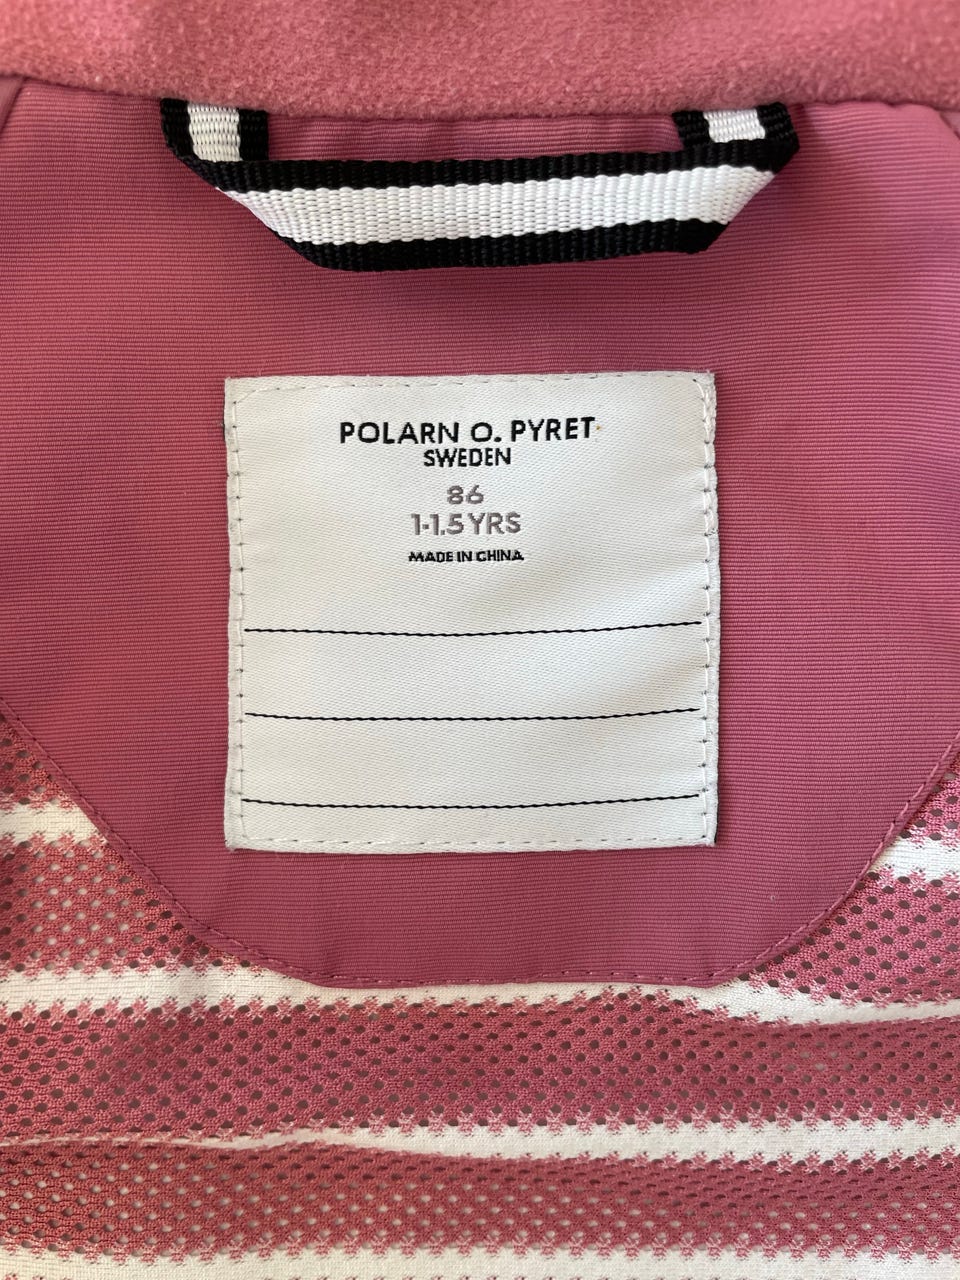 POLARN O. PYRET
SWEDEN
86
1-1.5 YRS
MADE IN CHINA